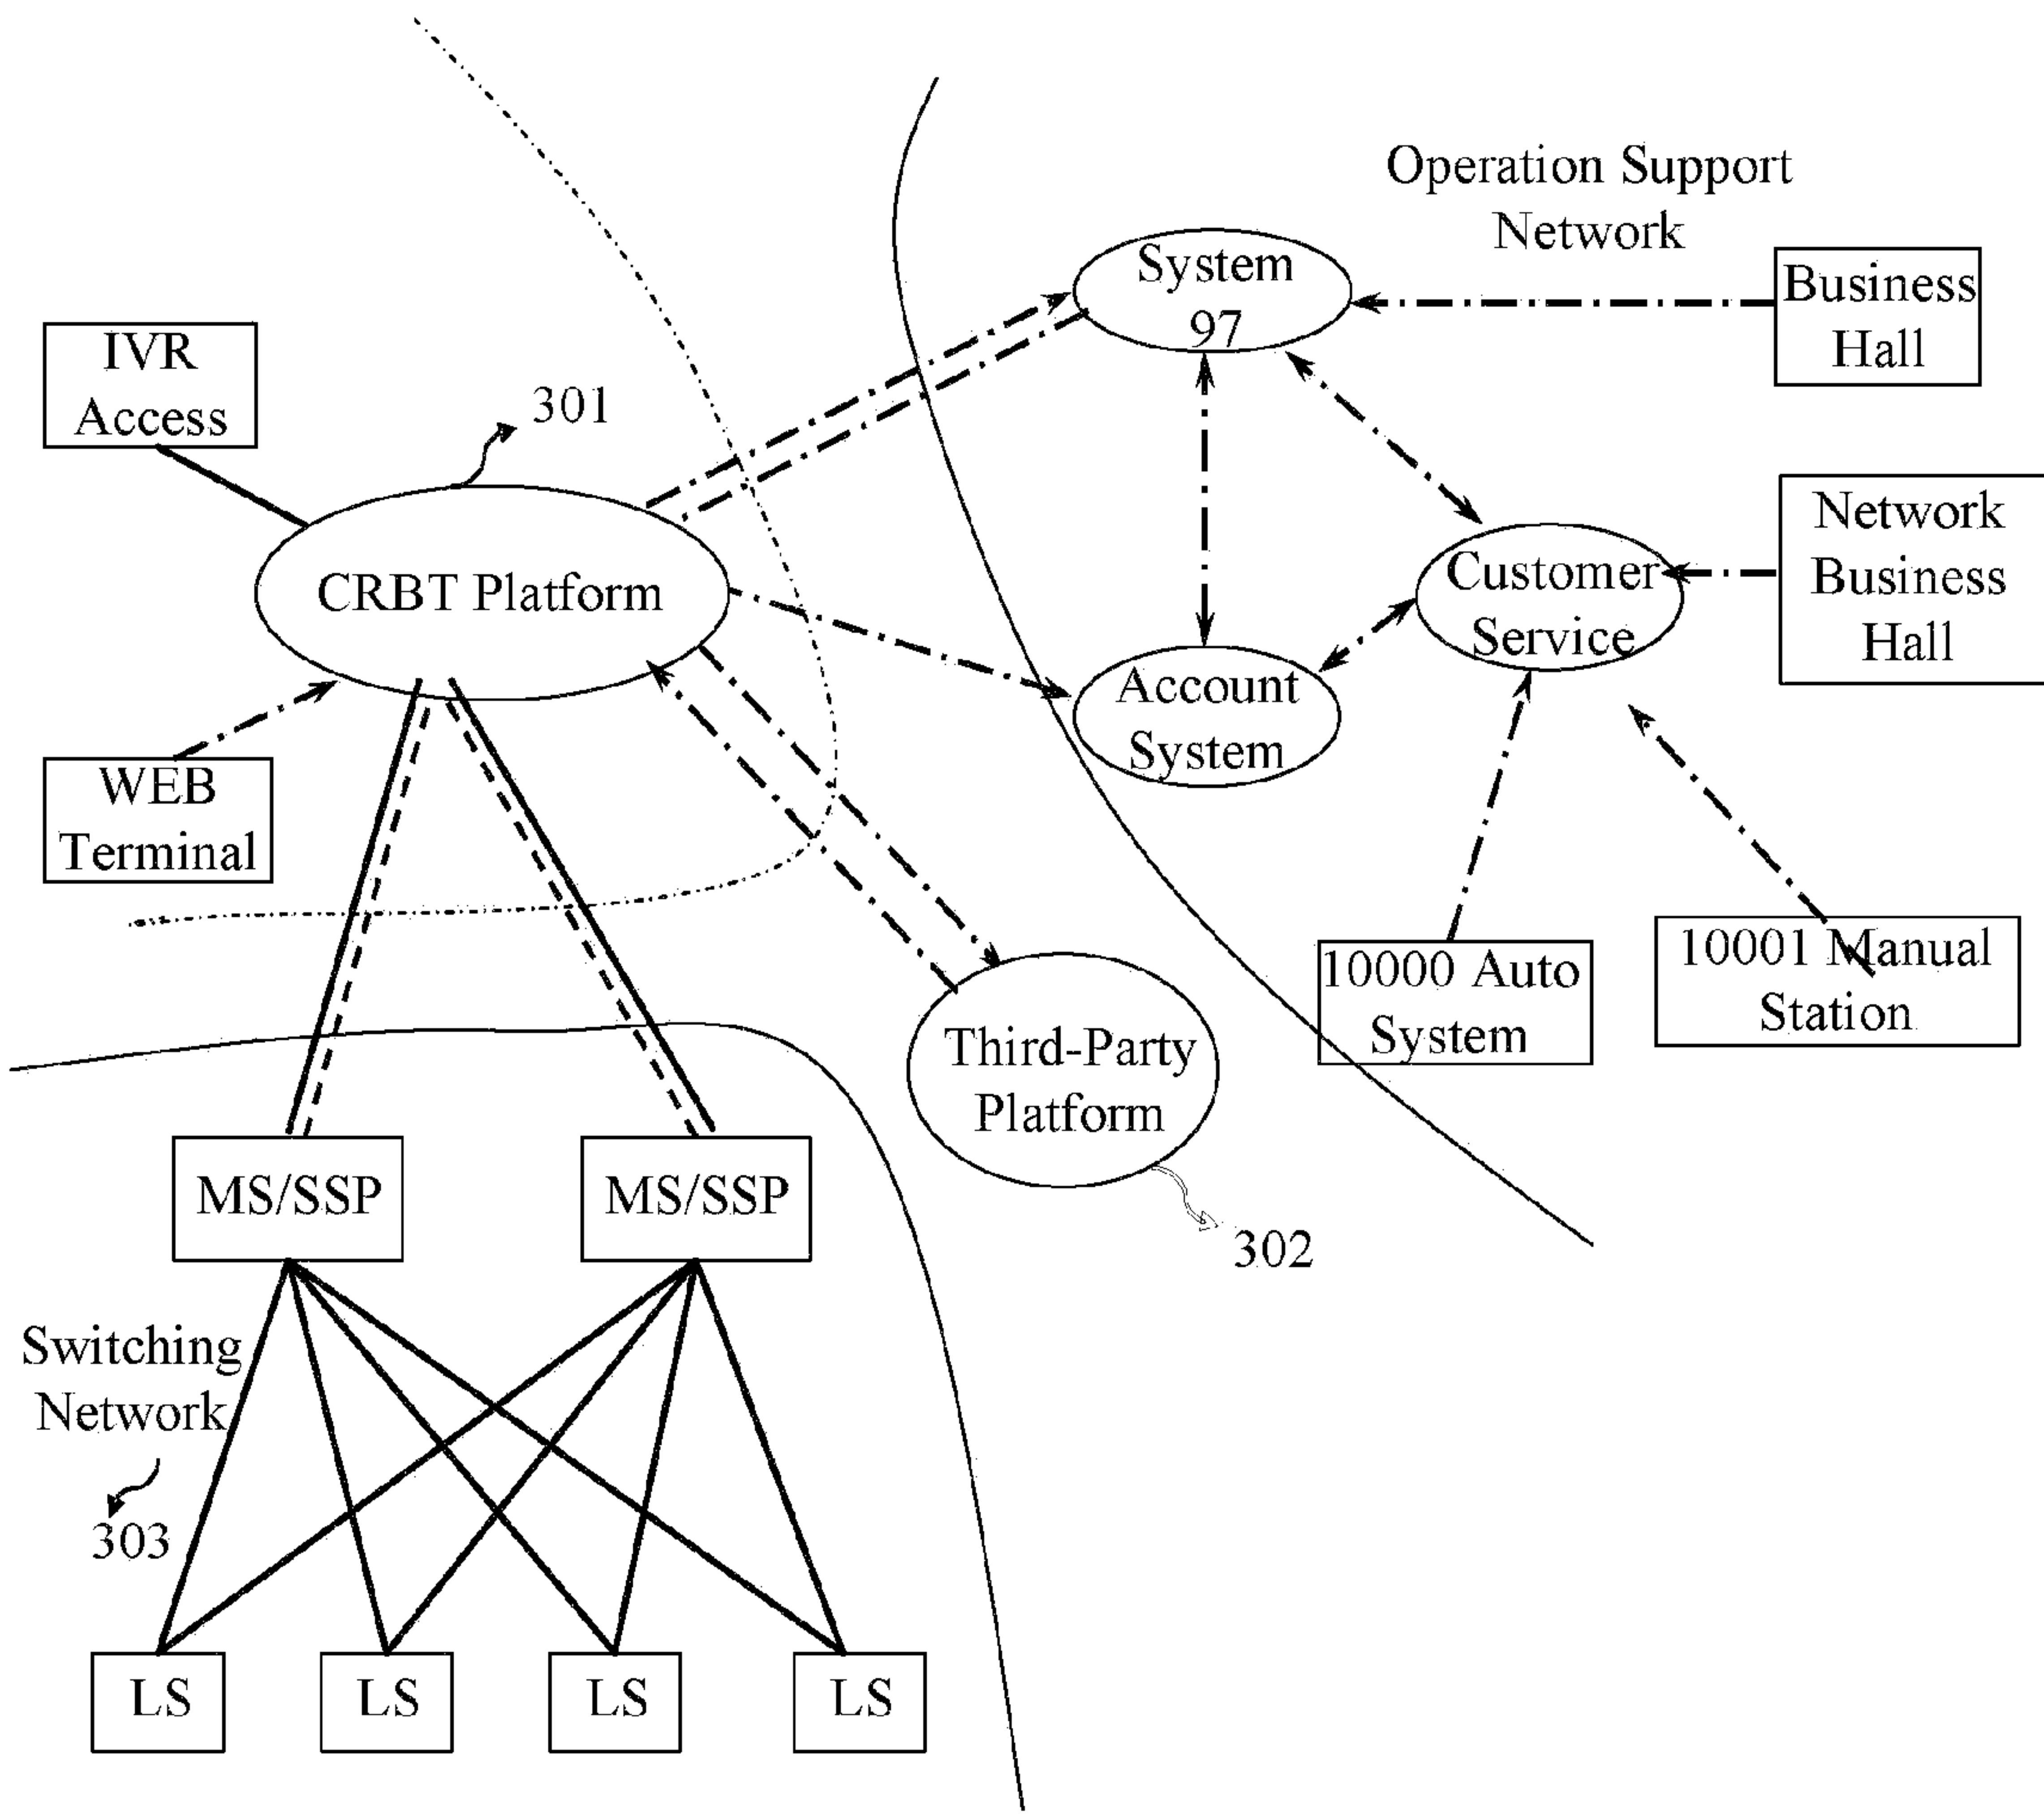 Operation Support
Network
System
97
Business
Hall
IVR
Access
301
Network
Business
Hall
CRBT Platform
Customer
Service
Account
System
WEB
Terminal
10000 Auto
System
10001 Manual
Station
Third-Party
Platform
302
MS/SSP
MS/SSP
Switching
Network
303
LS
LS
LS
LS